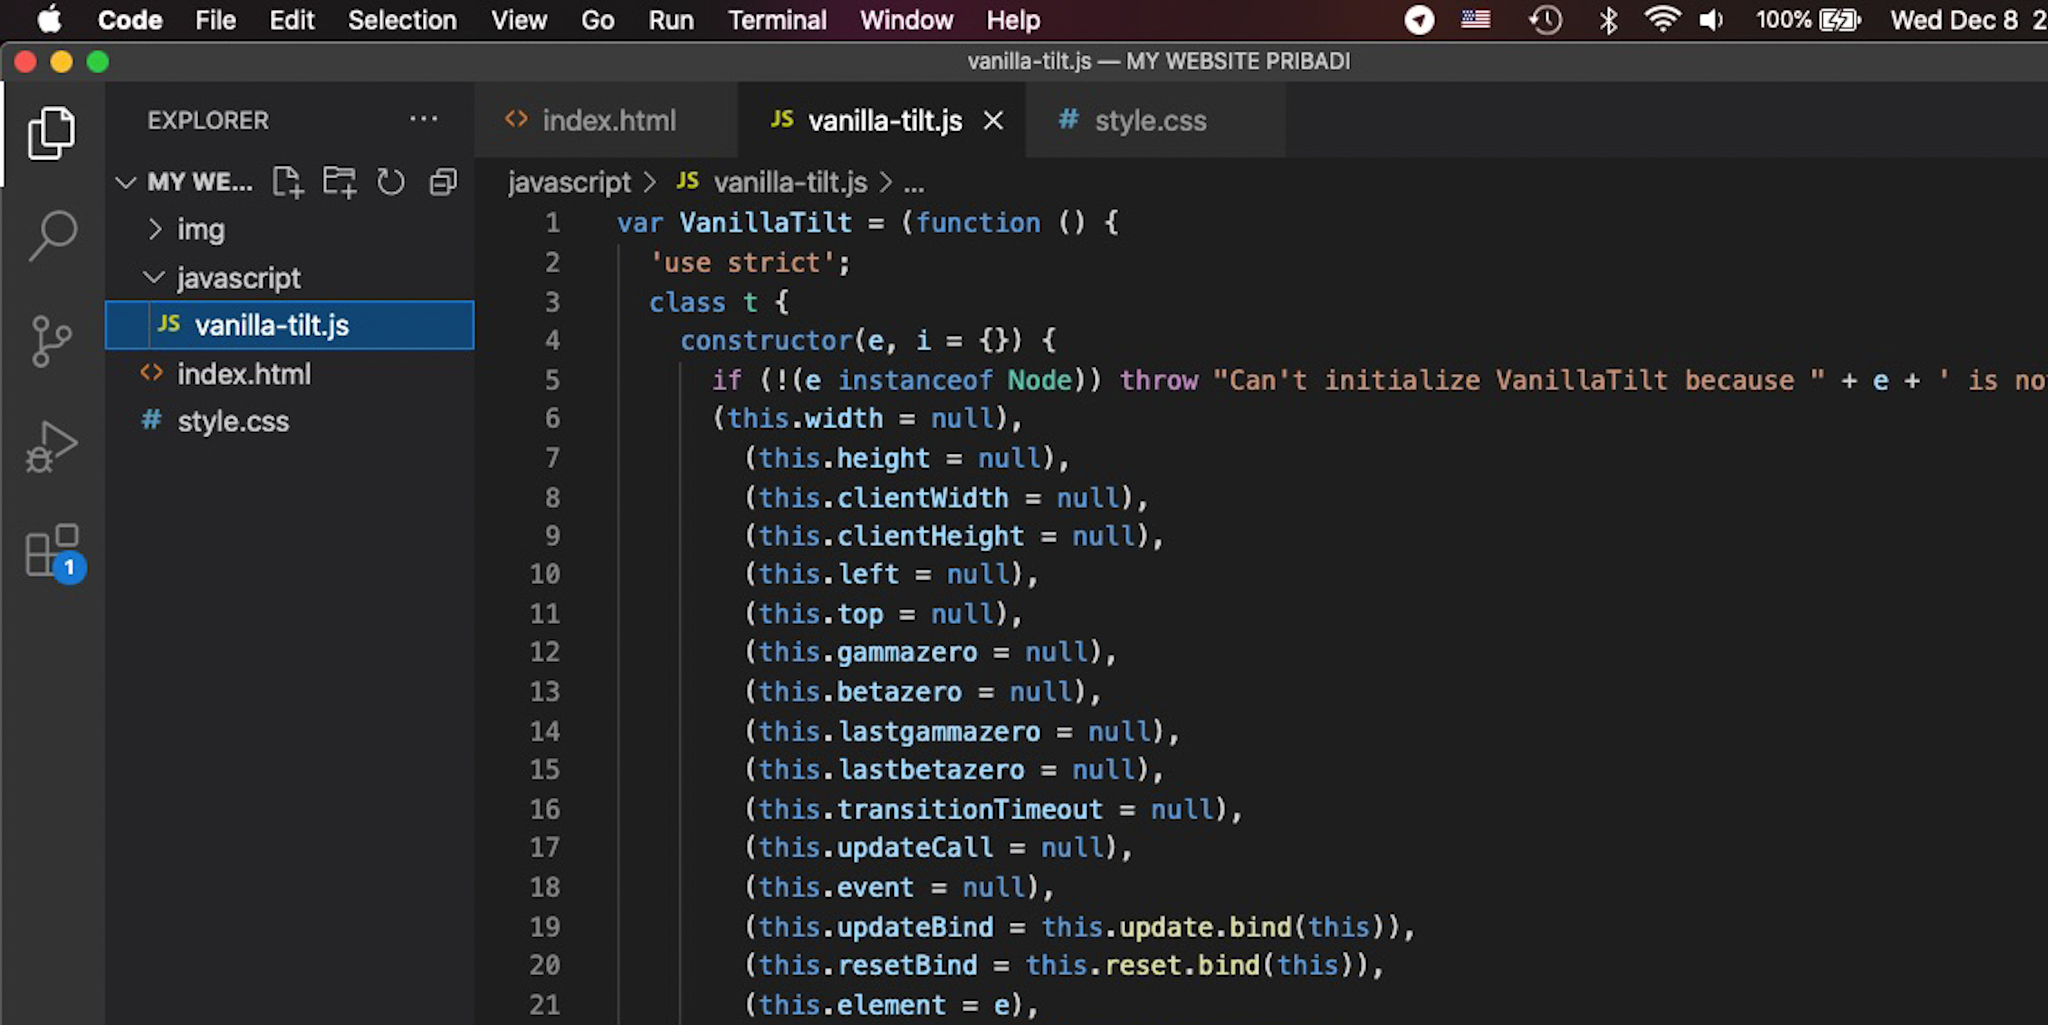 Code File Edit Selection View Go Run Terminal Window Help 100% Wed Dec 8
vanilla-tilt.js — MY WEBSITE PRIBADI
EXPLORER ...
<> index.html
JS vanilla-tilt.js ×
# style.css
MY WE...
javascript > JS vanilla-tilt.js > ...
> img
javascript
JS vanilla-tilt.js
<> index.html
# style.css
1
1 var VanillaTilt = (function () {
2 'use strict';
3 class t {
4 constructor(e, i = {}) {
5 if (!(e instanceof Node)) throw "Can't initialize VanillaTilt because " + e + ' is
6 (this.width = null),
7 (this.height = null),
8 (this.clientWidth = null),
9 (this.clientHeight = null),
10 (this.left = null),
11 (this.top = null),
12 (this.gammazero = null),
13 (this.betazero = null),
14 (this.lastgammazero = null),
15 (this.lastbetazero = null),
16 (this.transitionTimeout = null),
17 (this.updateCall = null),
18 (this.event = null),
19 (this.updateBind = this.update.bind(this)),
20 (this.resetBind = this.reset.bind(this)),
21 (this.element = e),